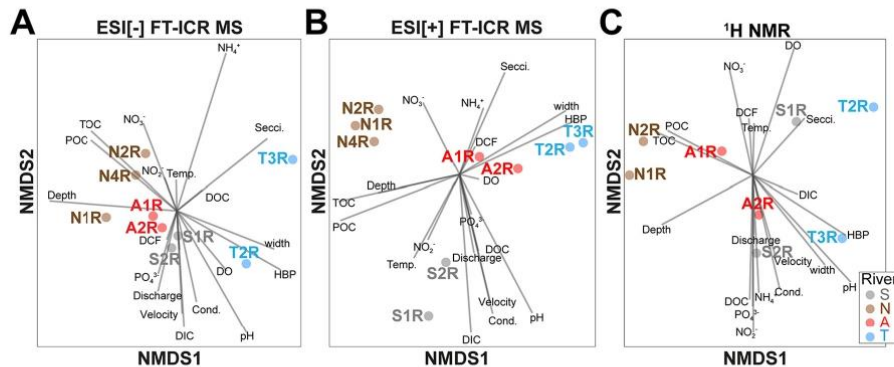 A
ESI[-] FT-ICR MS
NH₄⁺
NO₃⁻
TOC
POC
Secci.
N2R
T3R
N4R
NO₂⁻
Temp.
DOC
Depth
N1R
A1R
A2R
DCF
S1R
S2R
width
T2R
DO
HBP
PO₄³⁻
Discharge
Velocity
Cond.
DIC
pH
NMDS1
NMDS2
B
ESI[+] FT-ICR MS
Secci.
NO₃⁻
NH₄⁺
width
HBP
N2R
N1R
N4R
T3R
DCF
T2R
A1R
A2R
DO
Depth
TOC
POC
PO₄³⁻
NO₂⁻
DOC
Temp.
Discharge
S2R
Velocity
S1R
Cond.
pH
DIC
NMDS1
NMDS2
C
¹H NMR
DO
NO₃⁻
DCF
S1R
T2R
Temp.
Secci.
N2R
POC
TOC
A1R
N1R
A2R
DIC
Depth
T3R
HBP
Discharge
S2R
Velocity
width
pH
DOC
NH₄⁺
Cond.
PO₄³⁻
NO₂⁻
NMDS1
NMDS2
River
S
N
A
T